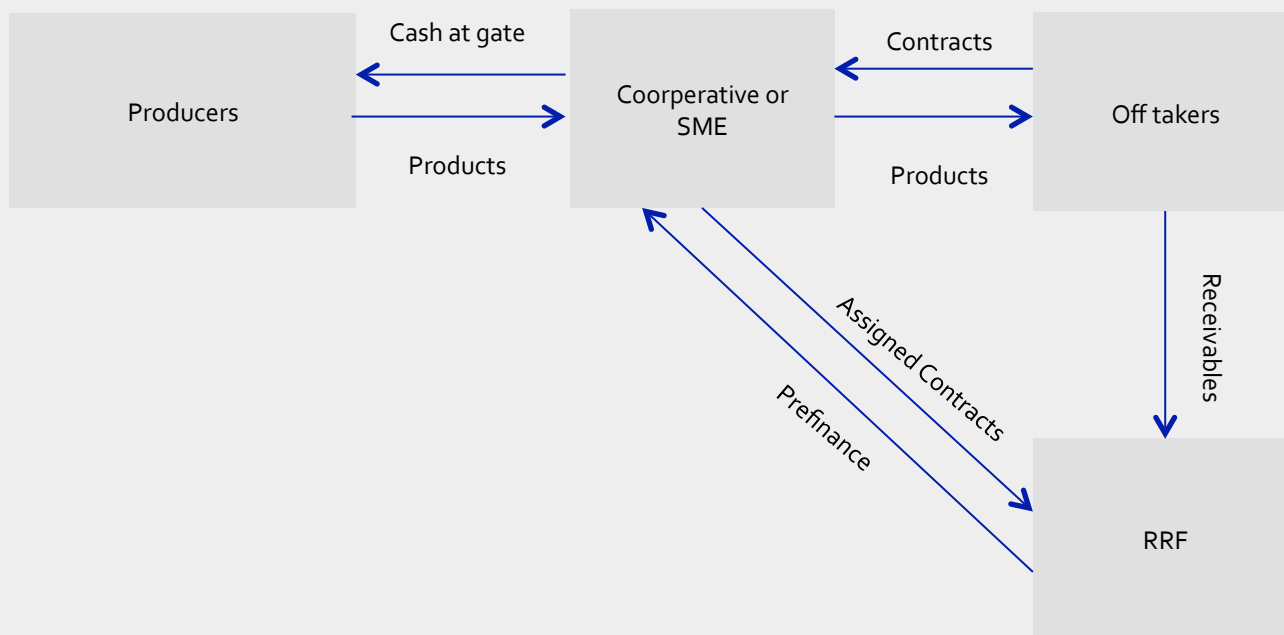 Cash at gate
Contracts
Producers
Coorperative or
SME
Off takers
Products
Products
Receivables
Assigned Contracts
Prefinance
RRF